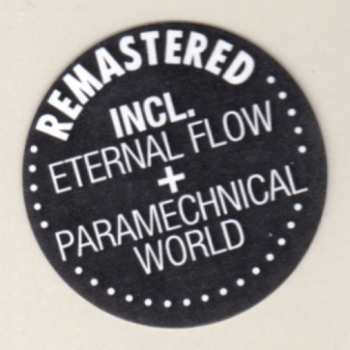 REMASTERED
INCL.
ETERNAL FLOW
+
PARAMECHNICAL
WORLD